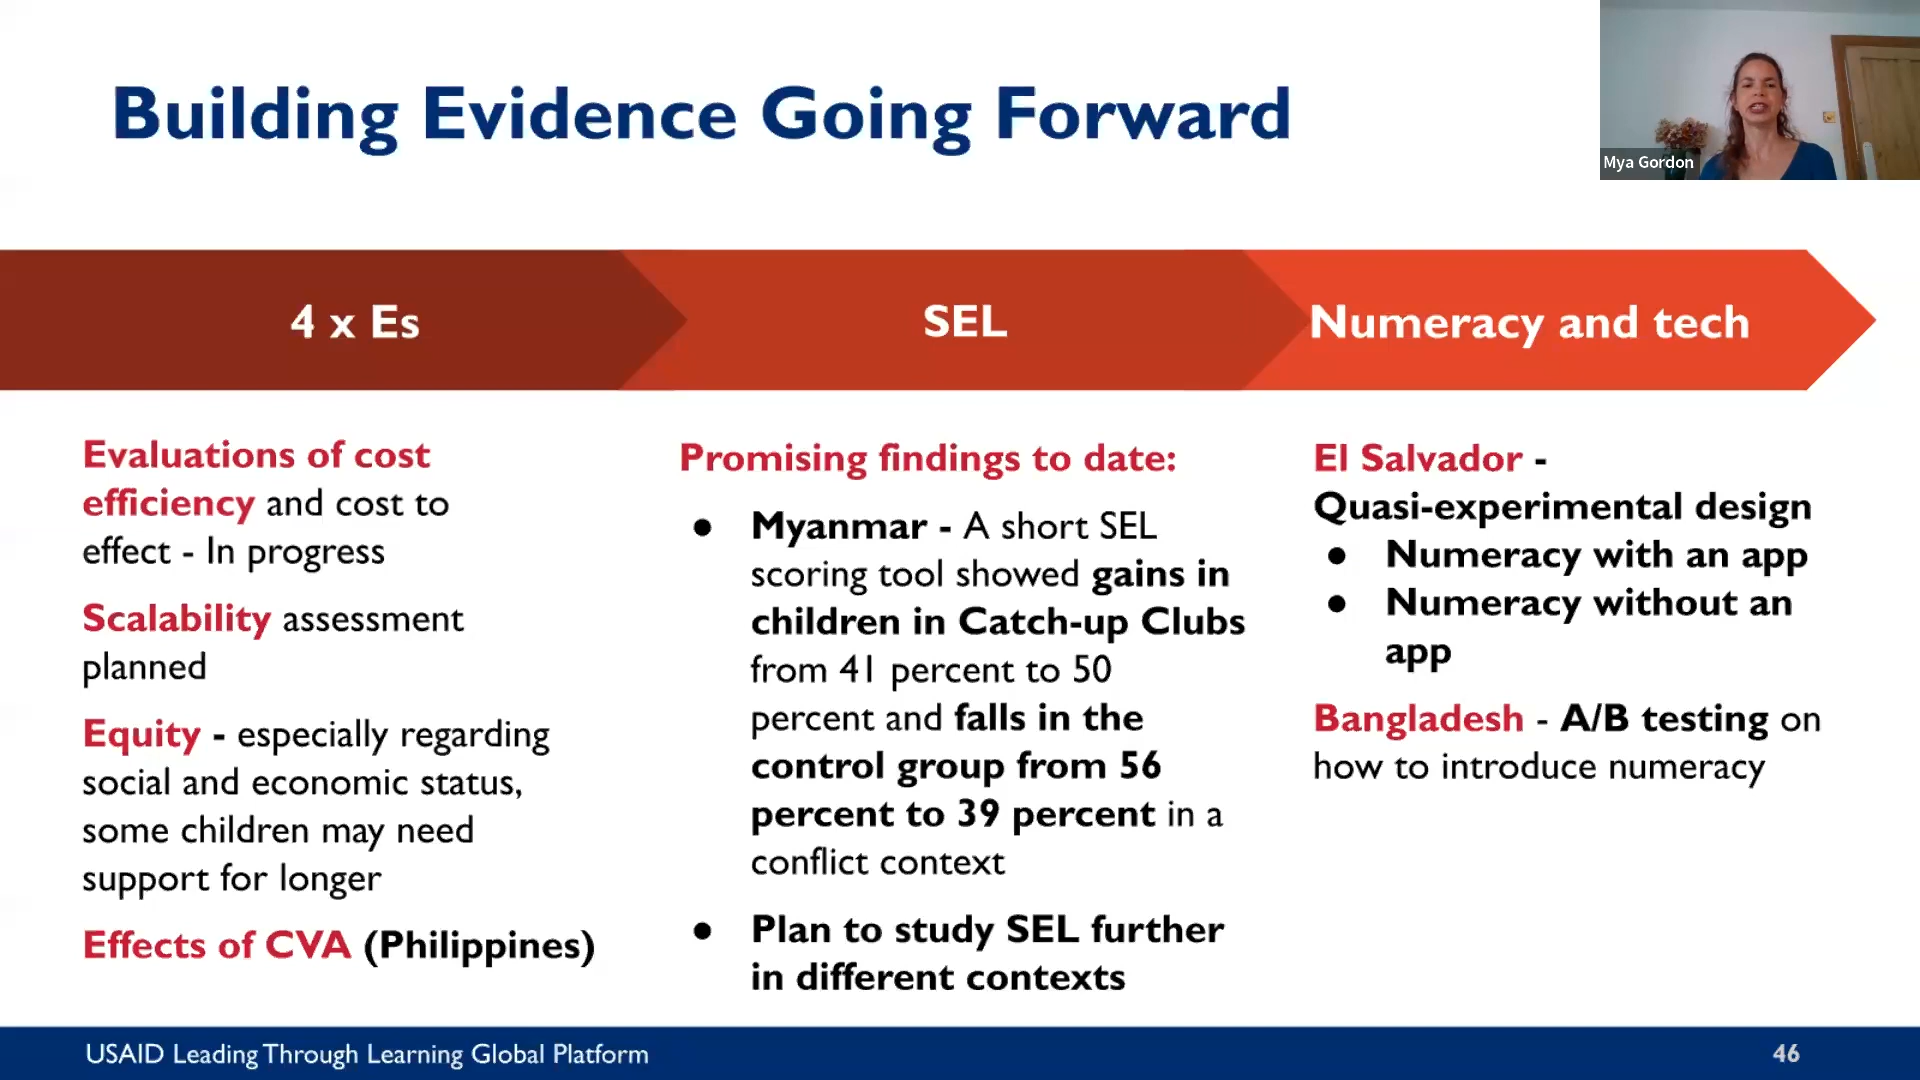 Building Evidence Going Forward
Mya Gordon
4 x Es
SEL
Numeracy and tech
Evaluations of cost
efficiency and cost to
effect - In progress
Scalability assessment
planned
Equity - especially regarding
social and economic status,
some children may need
support for longer
Effects of CVA (Philippines)
Promising findings to date:
● Myanmar - A short SEL
scoring tool showed gains in
children in Catch-up Clubs
from 41 percent to 50
percent and falls in the
control group from 56
percent to 39 percent in a
conflict context
● Plan to study SEL further
in different contexts
El Salvador -
Quasi-experimental design
● Numeracy with an app
● Numeracy without an
app
Bangladesh - A/B testing on
how to introduce numeracy
USAID Leading Through Learning Global Platform
46